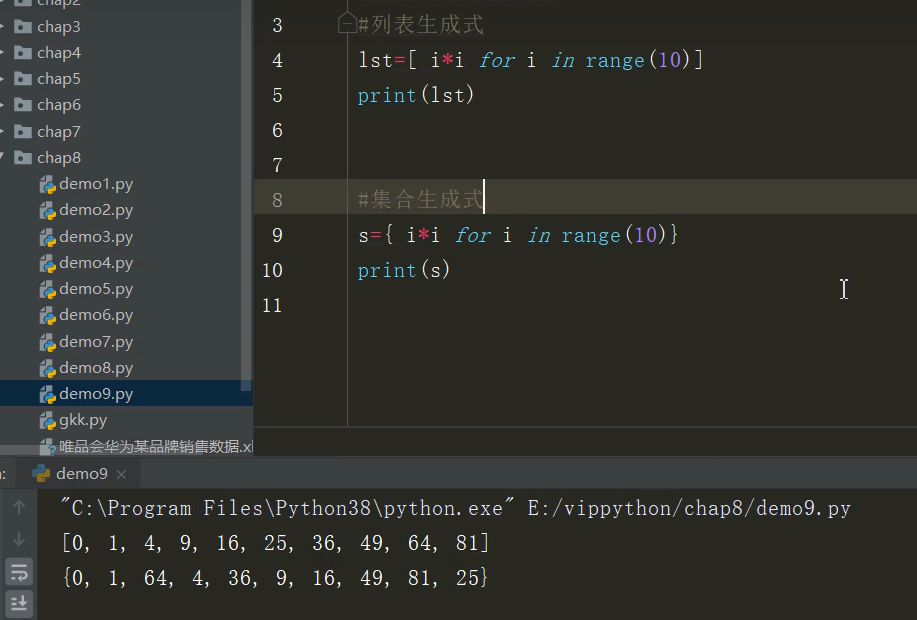 chap2
chap3
chap4
chap5
chap6
chap7
chap8
demo1.py
demo2.py
demo3.py
demo4.py
demo5.py
demo6.py
demo7.py
demo8.py
demo9.py
gkk.py
唯品会华为某品牌销售数据.xl
3 #列表生成式
4 lst=[ i*i for i in range(10)]
5 print(lst)
6
7
8 #集合生成式
9 s={ i*i for i in range(10)}
10 print(s)
11
demo9
"C:\Program Files\Python38\python.exe" E:/vippython/chap8/demo9.py
[0, 1, 4, 9, 16, 25, 36, 49, 64, 81]
{0, 1, 64, 4, 36, 9, 16, 49, 81, 25}